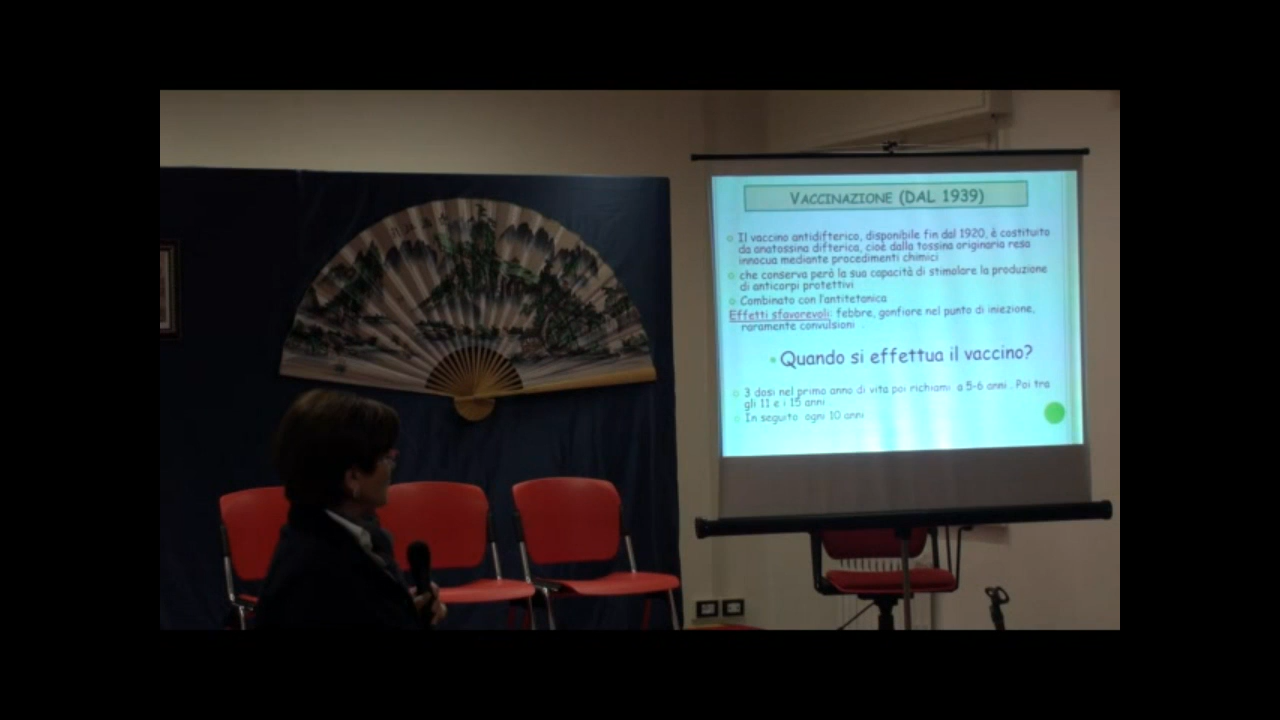 VACCINAZIONE (DAL 1939)
Il vaccino antidifterico, disponibile fin dal 1920, è costituito
da anatossina difterica, cioè dalla tossina originaria resa
innocua mediante procedimenti chimici
che conserva però la sua capacità di stimolare la produzione
di anticorpi protettivi
Combinato con l'antitetanica
Effetti sfavorevoli: febbre, gonfiore nel punto di iniezione,
raramente convulsioni .
Quando si effettua il vaccino?
3 dosi nel primo anno di vita poi richiami a 5-6 anni . Poi tra
gli 11 e i 15 anni
In seguito ogni 10 anni